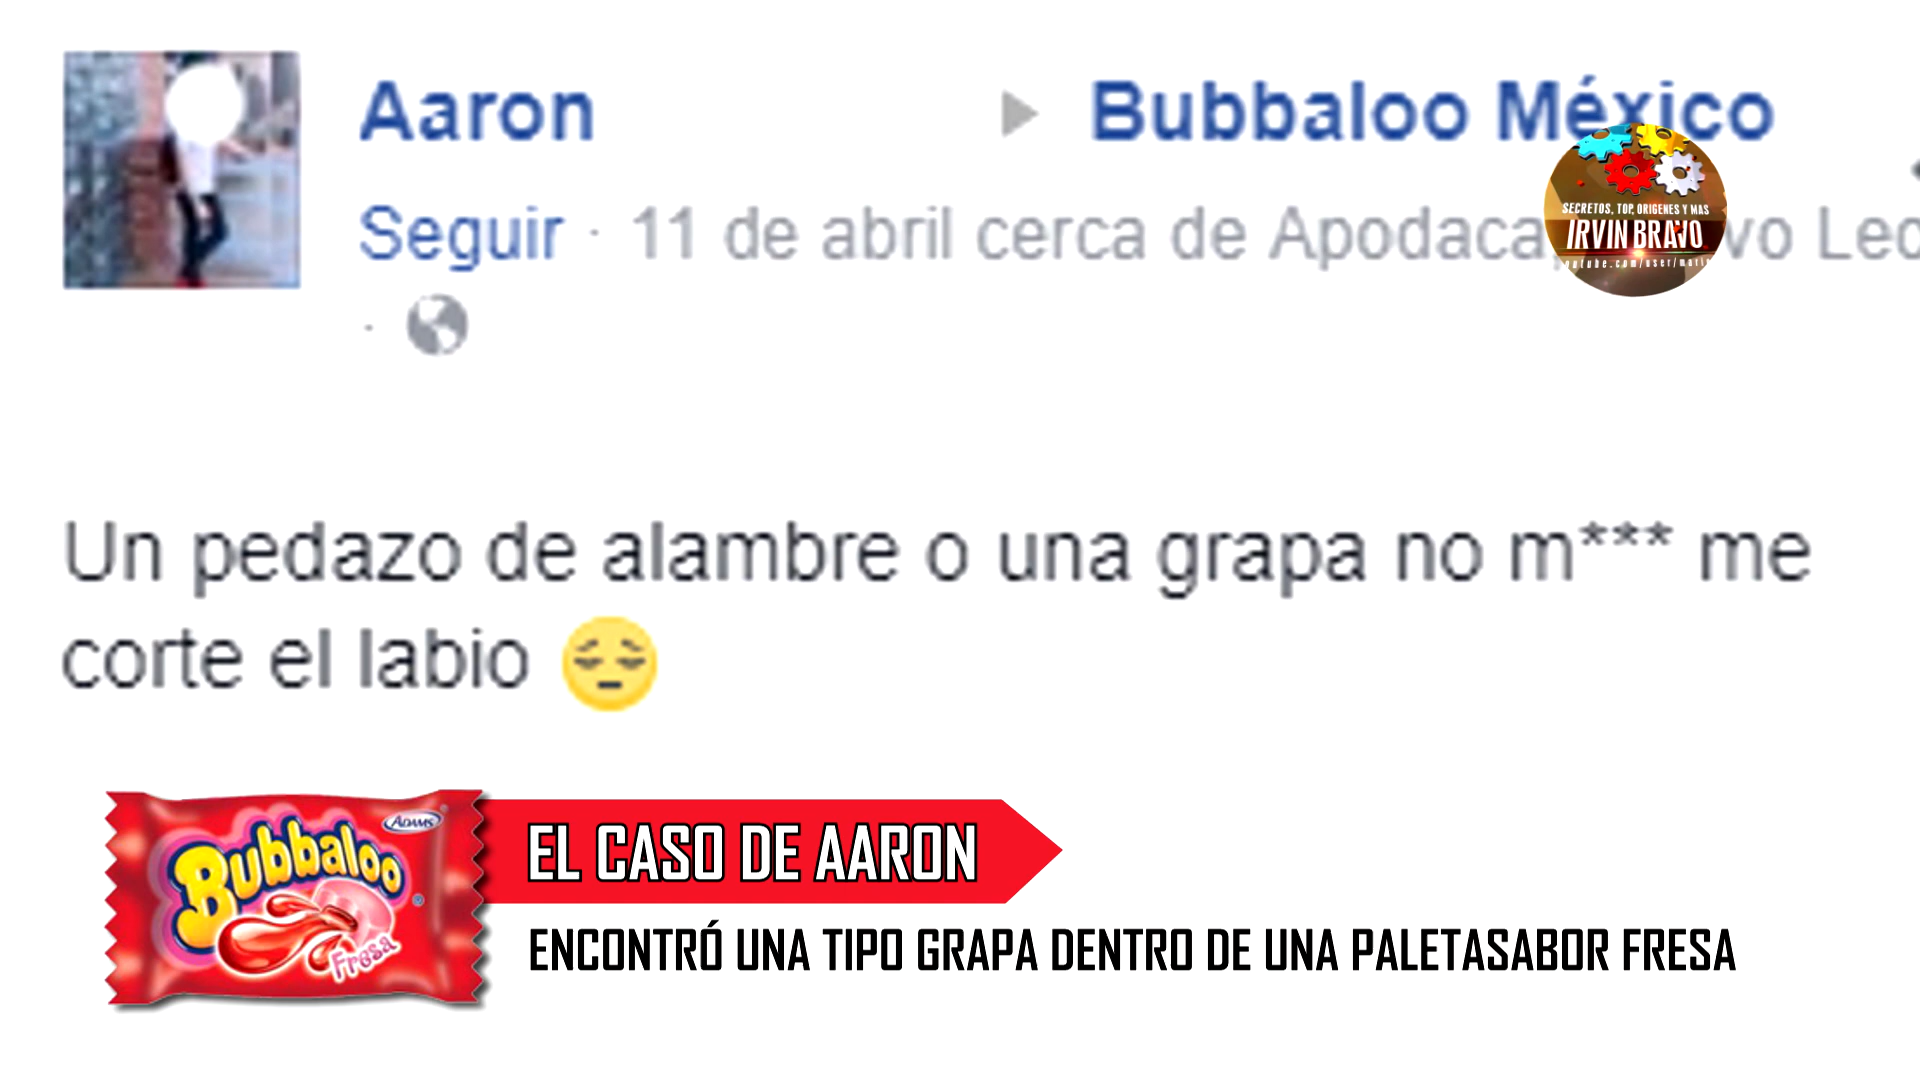 Aaron
Bubbaloo México
Seguir · 11 de abril cerca de Apodaca,
SECRETOS, TOP, ORIGENES Y MAS
IRVIN BRAVO
Un pedazo de alambre o una grapa no m*** me
corte el labio
ADAMS
Bubbaloo
Fresa
EL CASO DE AARON
ENCONTRÓ UNA TIPO GRAPA DENTRO DE UNA PALETASABOR FRESA